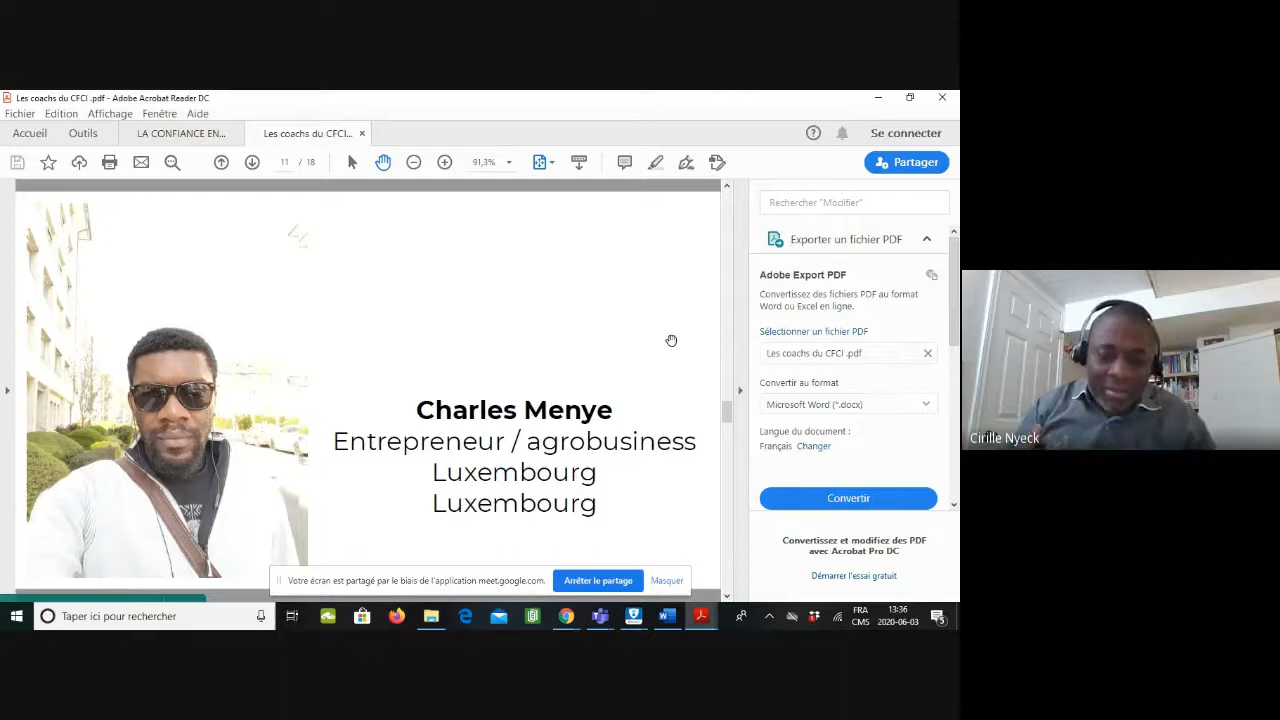 Les coachs du CFCI .pdf - Adobe Acrobat Reader DC
Fichier Edition Affichage Fenêtre Aide
Accueil Outils LA CONFIANCE EN... Les coachs du CFCI... × Se connecter
11 / 18 91,3% Partager
Rechercher "Modifier"
Exporter un fichier PDF
Adobe Export PDF
Convertissez des fichiers PDF au format
Word ou Excel en ligne.
Sélectionner un fichier PDF
Les coachs du CFCI .pdf
Convertir au format
Microsoft Word (*.docx)
Langue du document :
Français Changer
Convertir
Convertissez et modifiez des PDF
avec Acrobat Pro DC
Démarrer l'essai gratuit
Charles Menye
Entrepreneur / agrobusiness
Luxembourg
Luxembourg
Votre écran est partagé par le biais de l'application meet.google.com. Arrêter le partage Masquer
Taper ici pour rechercher
FRA
CMS
13:36
2020-06-03
5
Cirille Nyeck